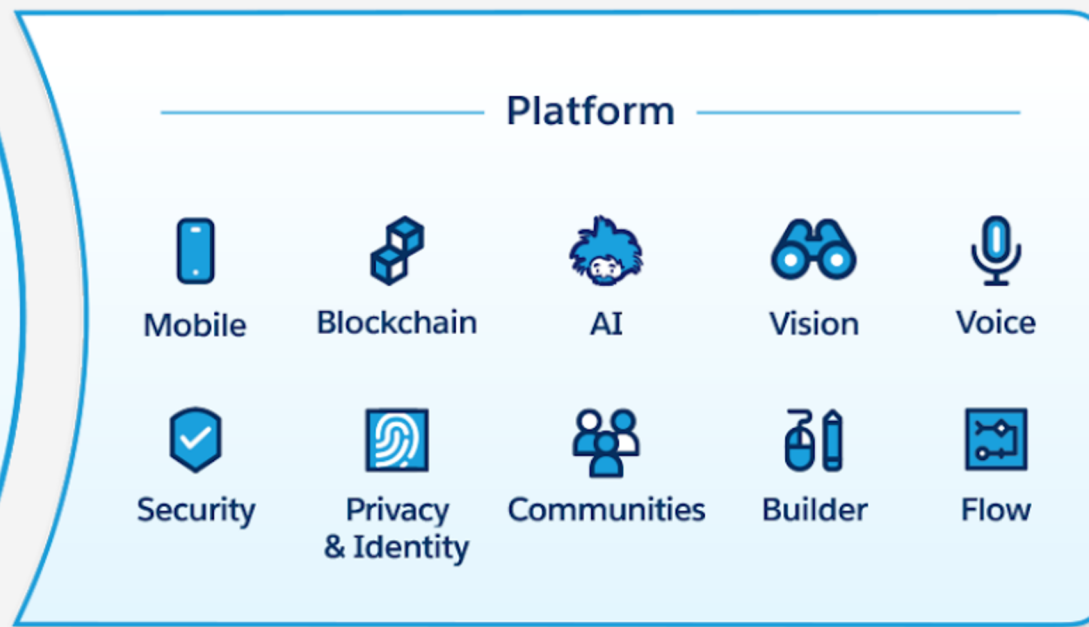 Platform
Mobile
Blockchain
AI
Vision
Voice
Security
Privacy
& Identity
Communities
Builder
Flow